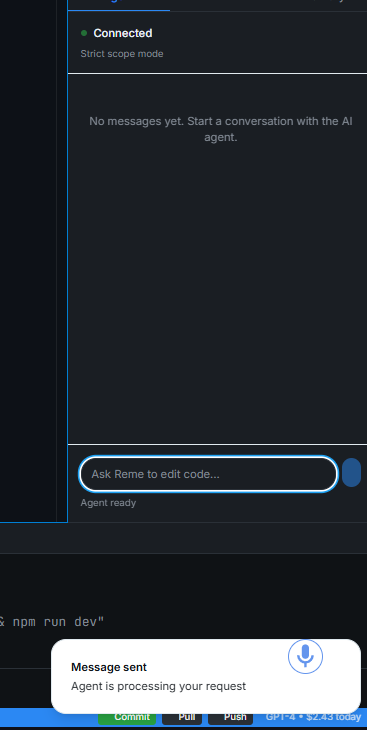 Connected
Strict scope mode
No messages yet. Start a conversation with the AI
agent.
Ask Reme to edit code...
Agent ready
& npm run dev"
Message sent
Agent is processing your request
Commit Pull Push GPT-4 • $2.43 today